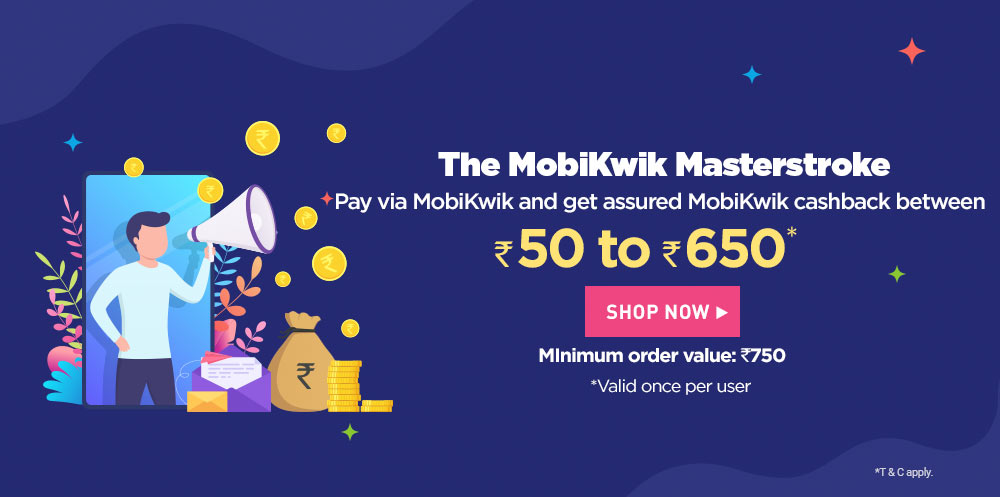 The MobiKwik Masterstroke
Pay via MobiKwik and get assured MobiKwik cashback between
₹50 to ₹650*
SHOP NOW ▶
MInimum order value: ₹750
*Valid once per user
*T & C apply.